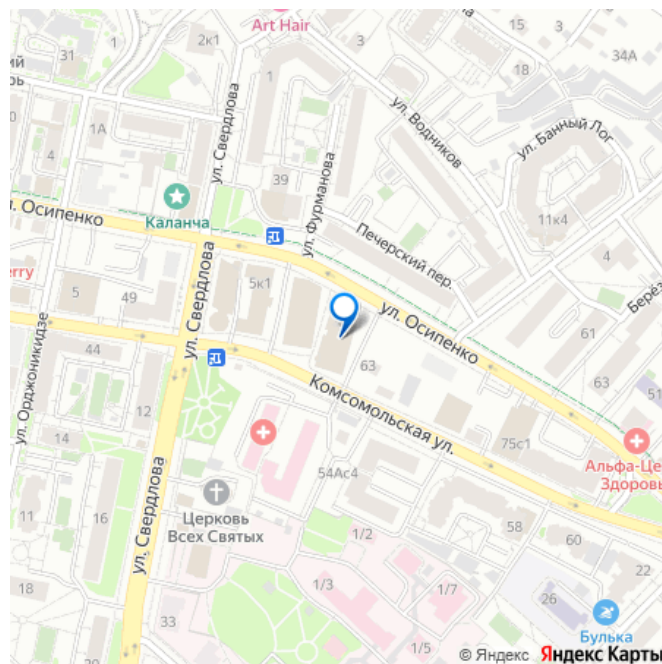 Art Hair
2к1
3
31
1
1
18
34А
ул. Свердлова
ул. Водников
ул. Банный Лог
1А
4
39
ул. Фурманова
Каланча
11к4
4
ул. Осипенко
Печерский пер.
5к1
5
49
ул. Свердлова
ул. Осипенко
61
63
63
51
44
ул. Орджоникидзе
12
Комсомольская ул.
14
75с1
54Ас4
Альфа-Це
Здоровь
ул. Свердлова
11
16
Церковь
Всех Святых
1/2
58
60
22
18
33
1/3
1/7
26
1/5
Булька
© Яндекс Яндекс Карты